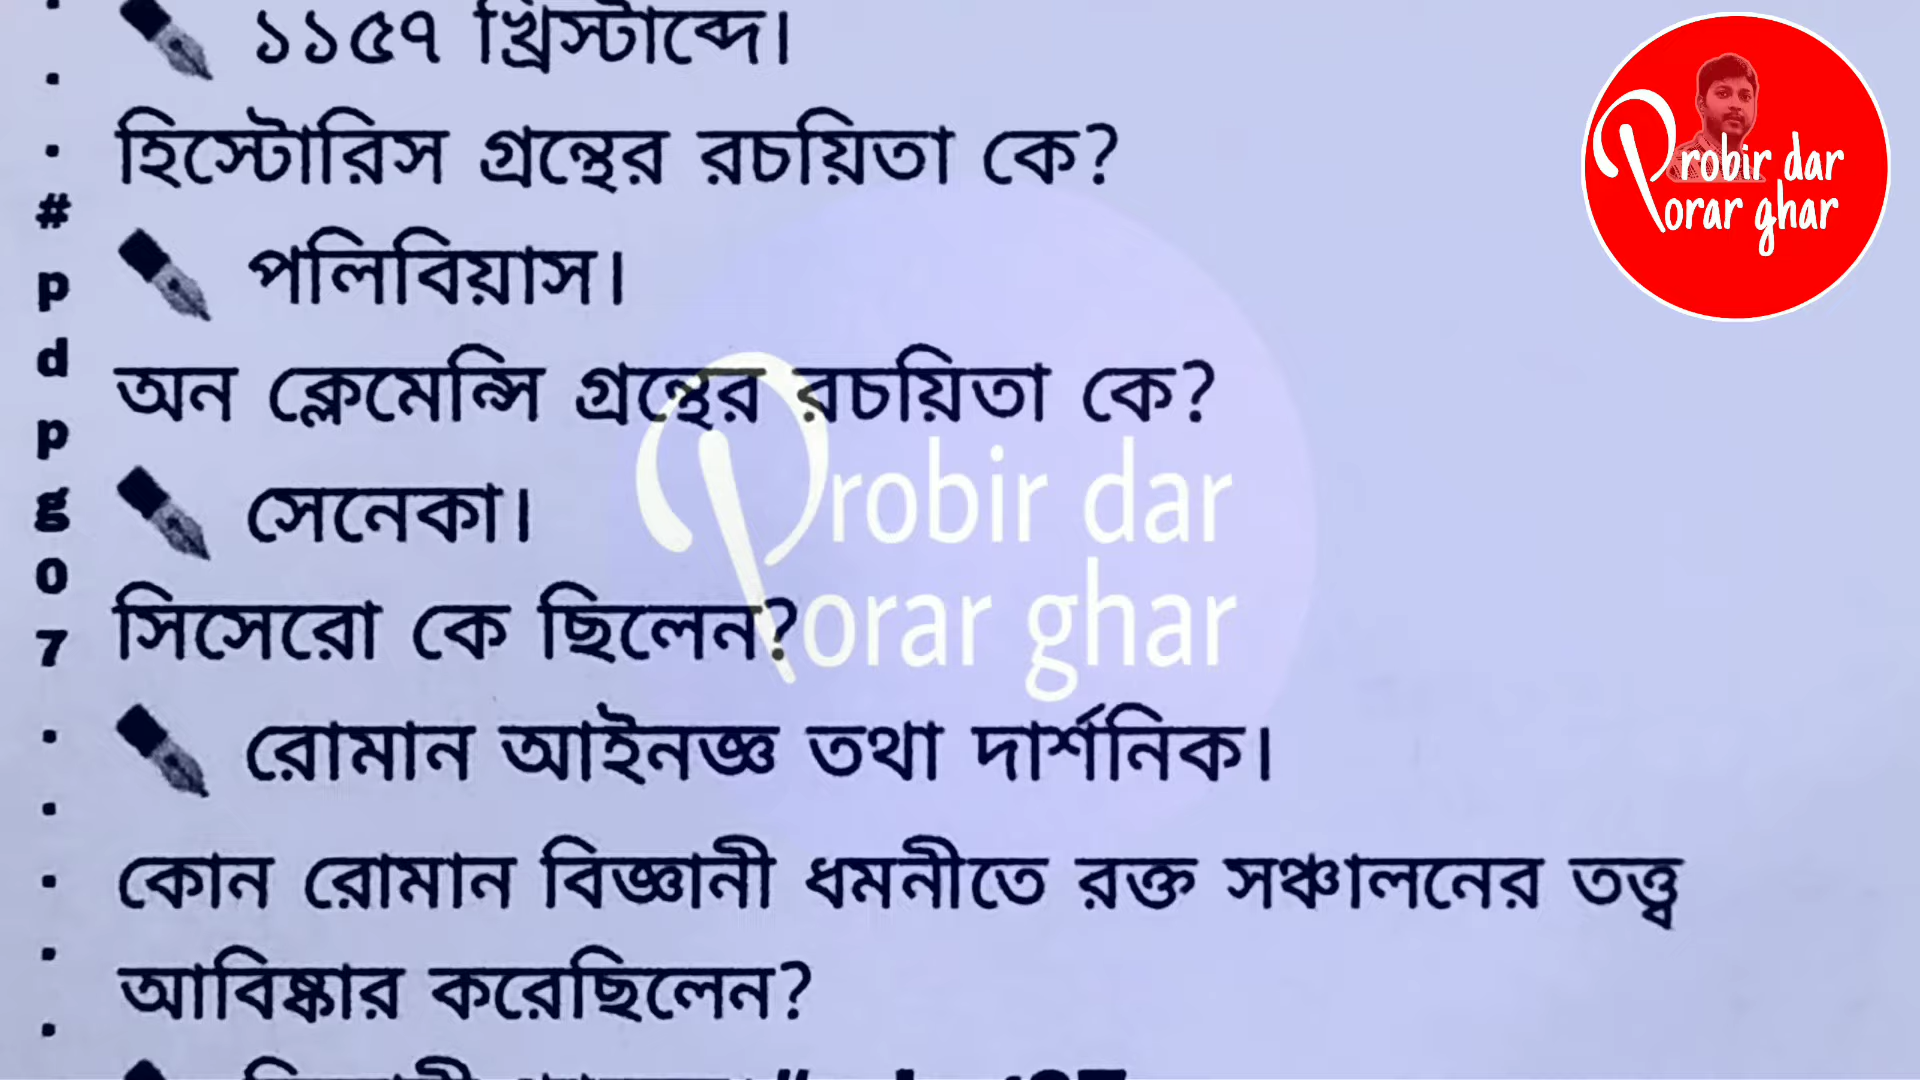 ১১৫৭ খ্রিস্টাব্দে।
হিস্টোরিস গ্রন্থের রচয়িতা কে?
পলিবিয়াস।
অন ক্লেমেন্সি গ্রন্থের রচয়িতা কে?
সেনেকা।
সিসেরো কে ছিলেন?
রোমান আইনজ্ঞ তথা দার্শনিক।
কোন রোমান বিজ্ঞানী ধমনীতে রক্ত সঞ্চালনের তত্ত্ব
আবিষ্কার করেছিলেন?
#pdpg07
Probir dar
Porar ghar
Probir dar
Porar ghar